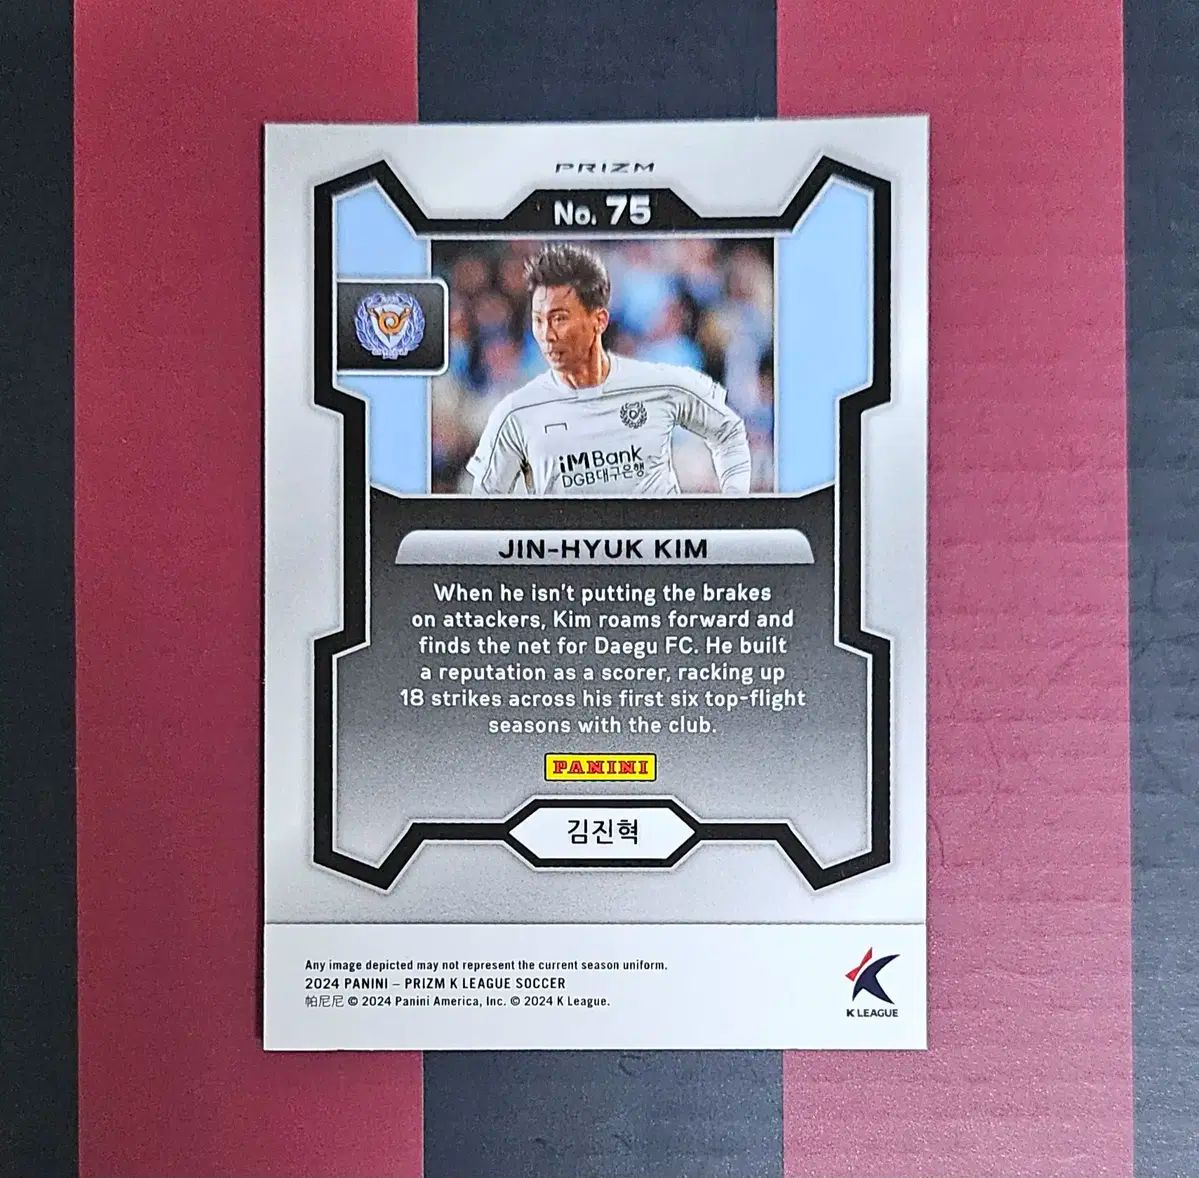 PRIZM
No. 75
iM Bank
DGB대구은행
JIN-HYUK KIM
When he isn't putting the brakes
on attackers, Kim roams forward and
finds the net for Daegu FC. He built
a reputation as a scorer, racking up
18 strikes across his first six top-flight
seasons with the club.
PANINI
김진혁
Any image depicted may not represent the current season uniform.
2024 PANINI – PRIZM K LEAGUE SOCCER
帕尼尼 © 2024 Panini America, Inc. © 2024 K League.
K LEAGUE